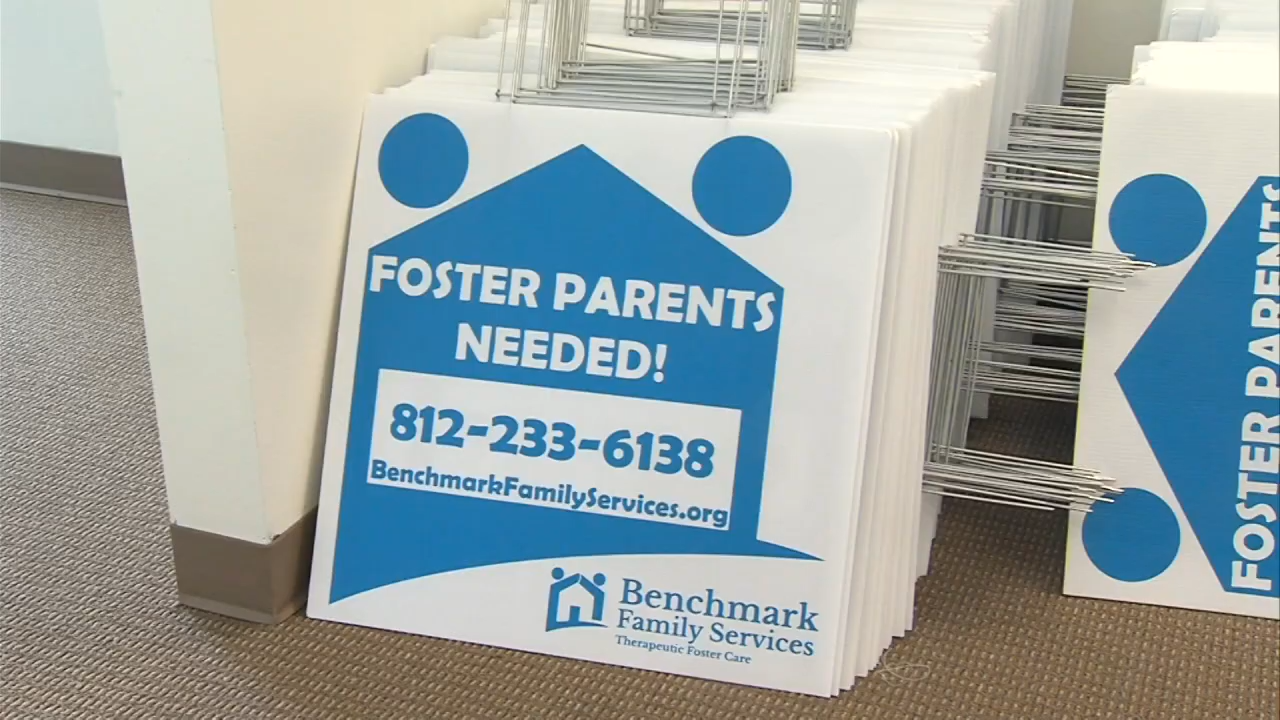 FOSTER PARENTS
NEEDED!
812-233-6138
BenchmarkFamilyServices.org
Benchmark
Family Services
Therapeutic Foster Care
FOSTER PARENTS